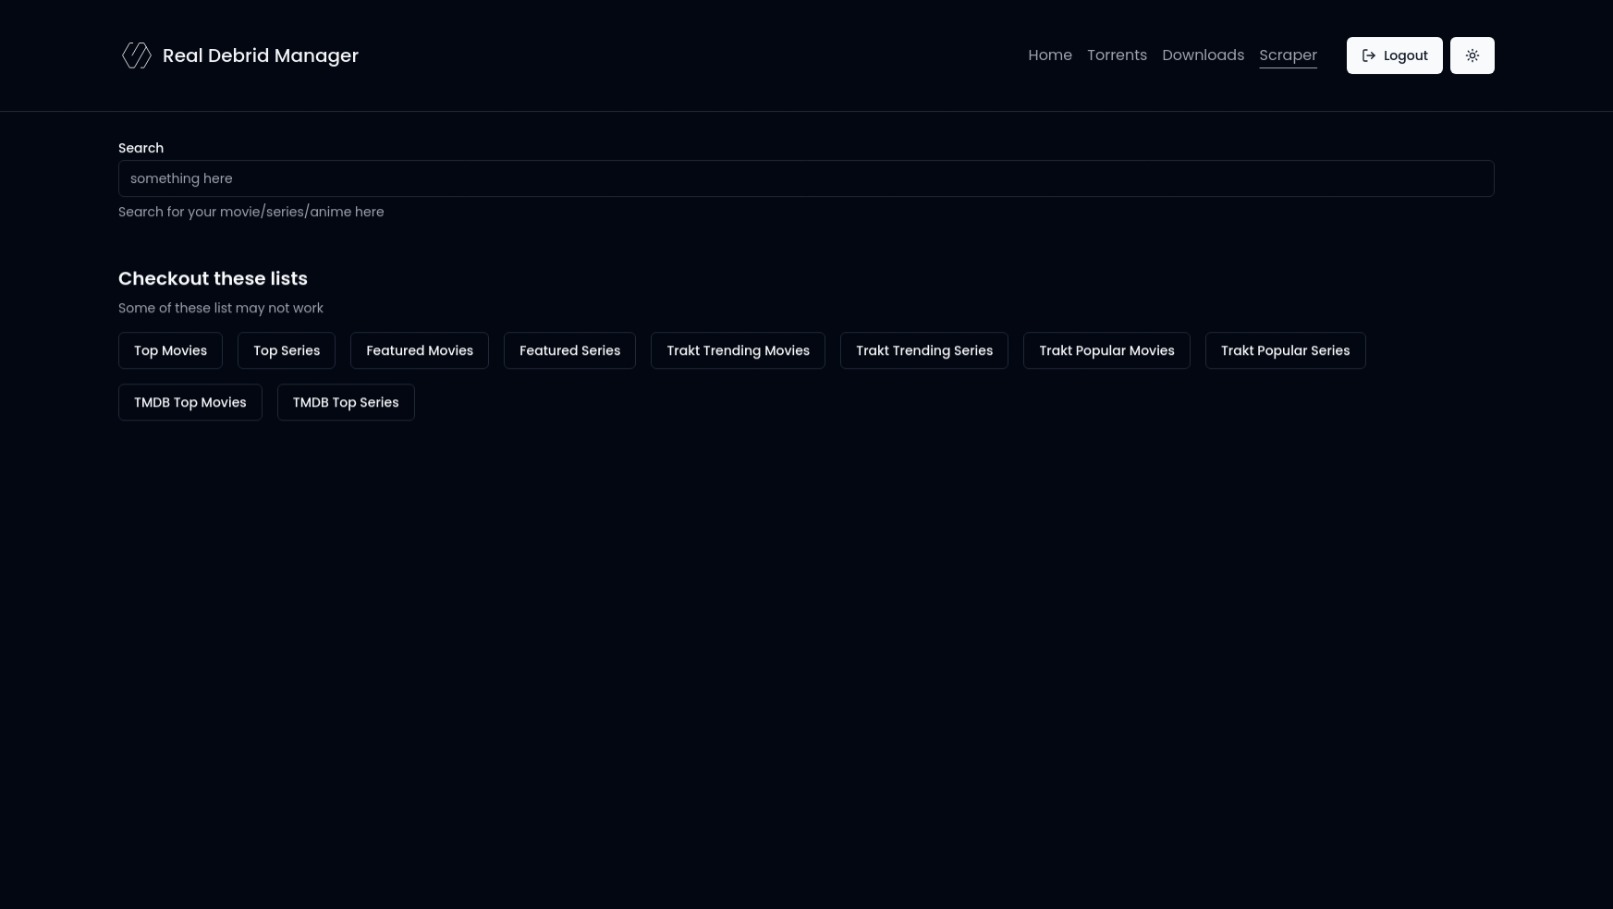 Real Debrid Manager
Home Torrents Downloads Scraper Logout
Search
something here
Search for your movie/series/anime here
Checkout these lists
Some of these list may not work
Top Movies Top Series Featured Movies Featured Series Trakt Trending Movies Trakt Trending Series Trakt Popular Movies Trakt Popular Series
TMDB Top Movies TMDB Top Series